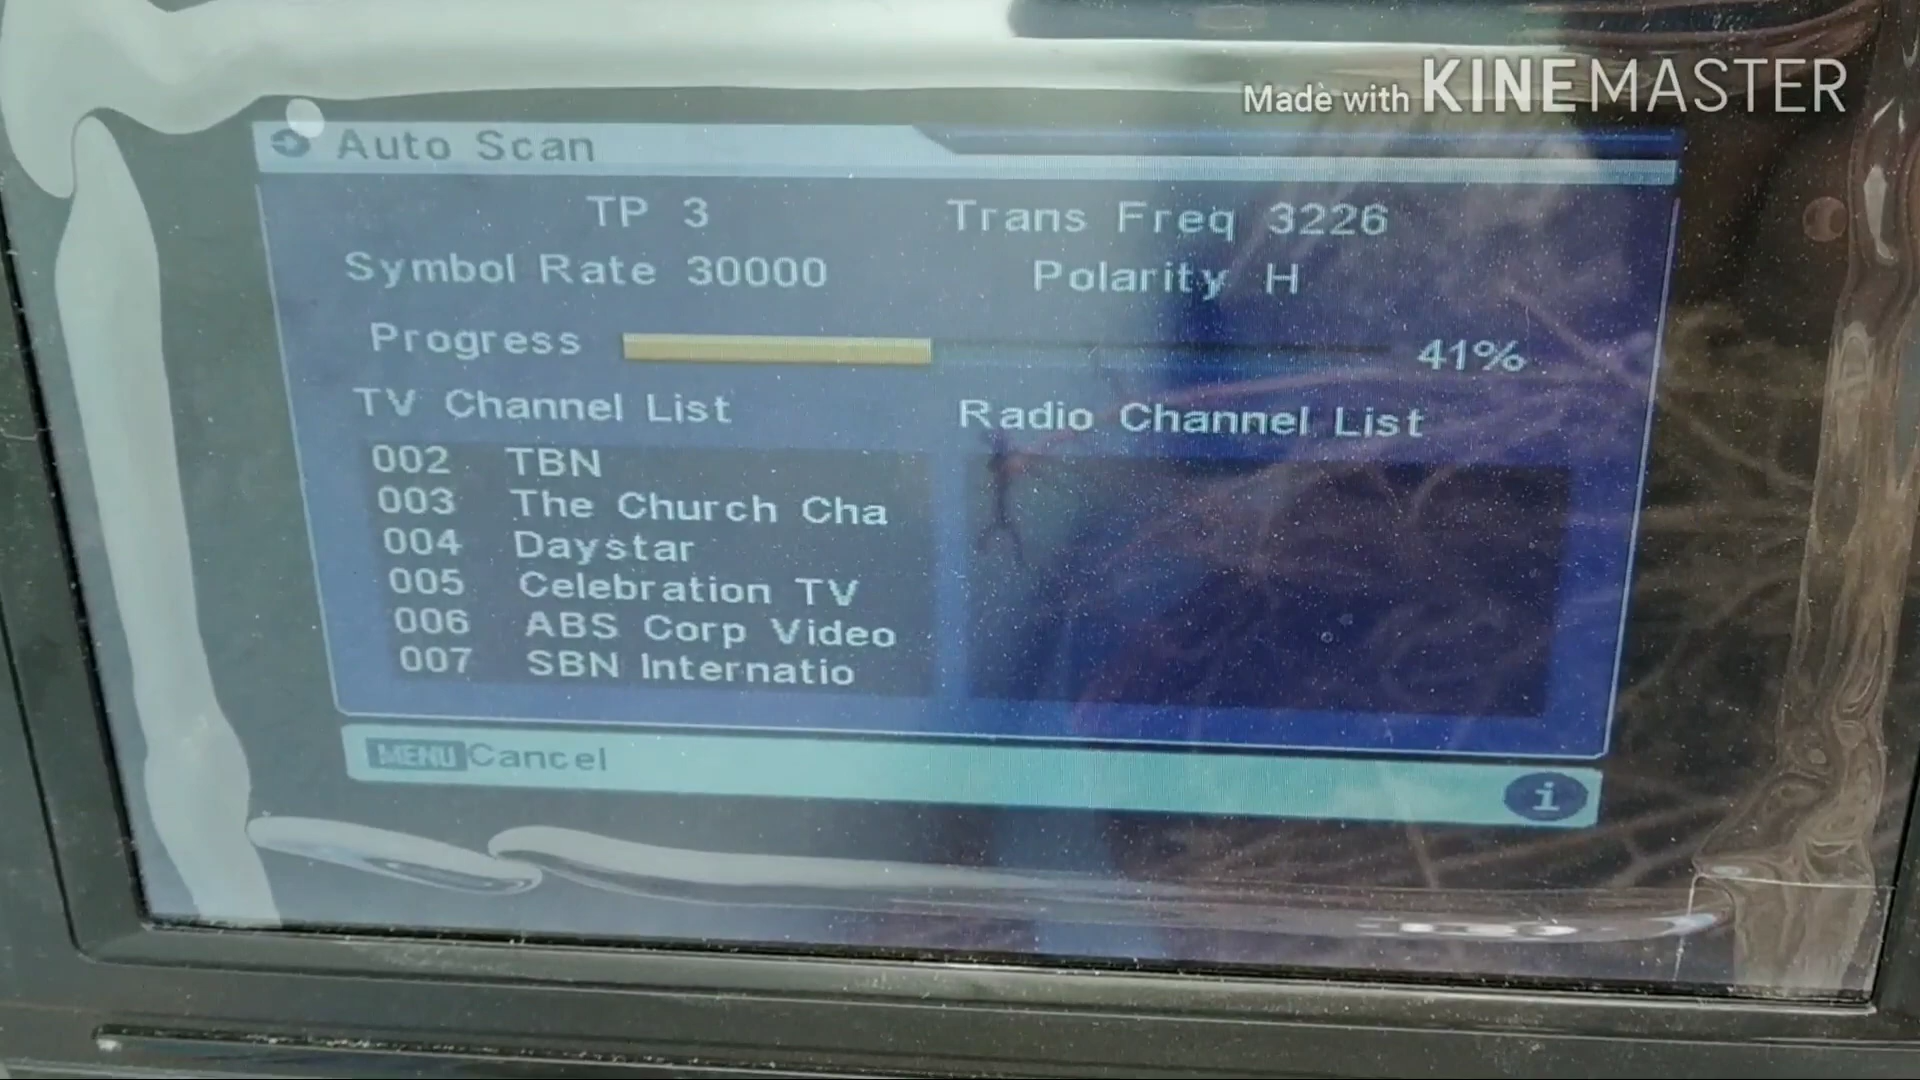 Made with KINEMASTER
Auto Scan
TP 3
Trans Freq 3226
Symbol Rate 30000
Polarity H
Progress
41%
TV Channel List
Radio Channel List
002 TBN
003 The Church Cha
004 Daystar
005 Celebration TV
006 ABS Corp Video
007 SBN Internatio
MENU Cancel
i